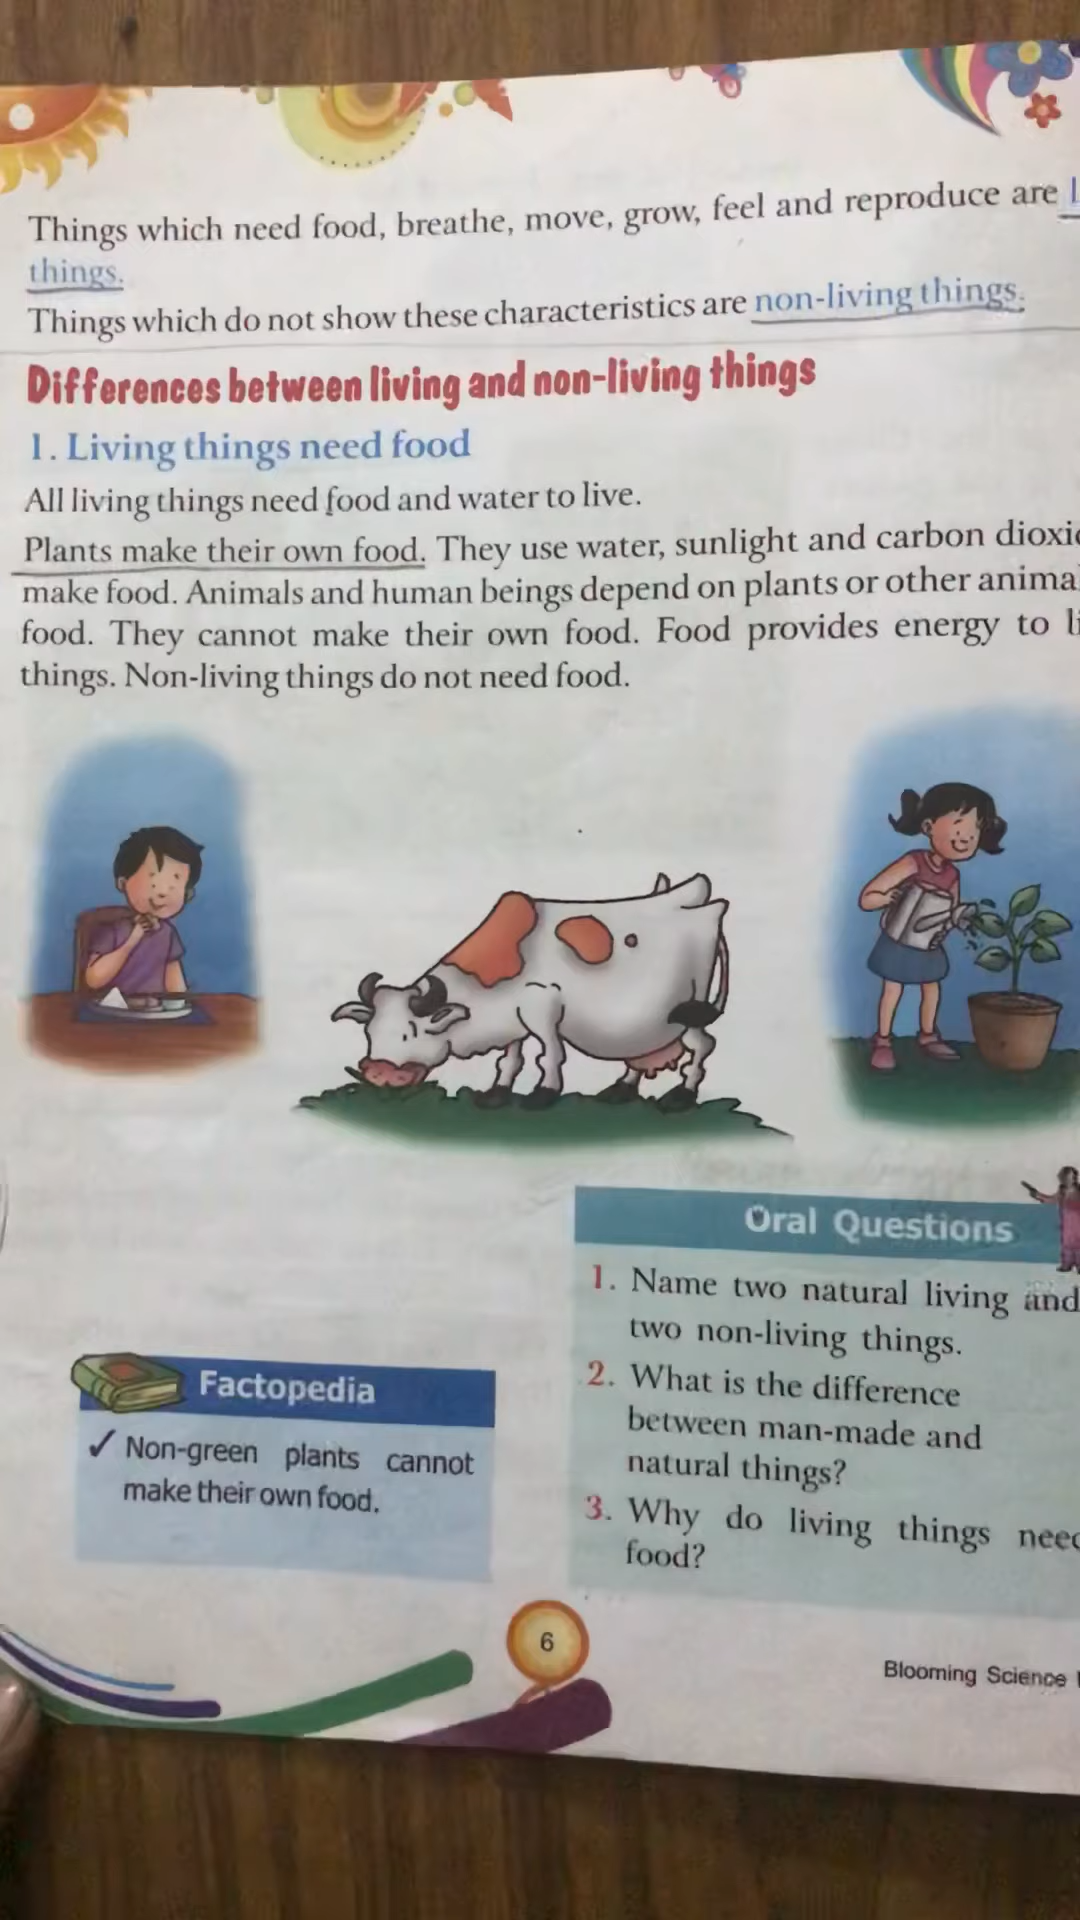 Things which need food, breathe, move, grow, feel and reproduce are
things.
Things which do not show these characteristics are non-living things.
Differences between living and non-living things
1. Living things need food
All living things need food and water to live.
Plants make their own food. They use water, sunlight and carbon
make food. Animals and human beings depend on plants or other
food. They cannot make their own food. Food provides energy to
things. Non-living things do not need food.
Factopedia
✓ Non-green plants cannot
make their own food.
Oral Questions
1. Name two natural living and
two non-living things.
2. What is the difference
between man-made and
natural things?
3. Why do living things
food?
6
Blooming Science